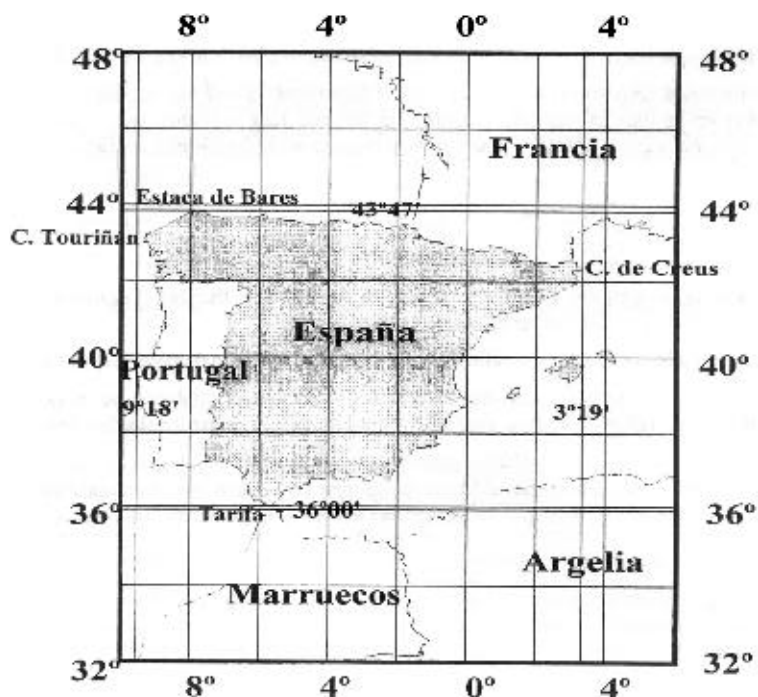 8º 4º 0º 4º
48º 48º
Francia
Estaca de Bares
44º 43º47' 44º
C. Touriñan
C. de Creus
España
40º 40º
Portugal
9º18' 3º19'
36º Tarifa 36º00' 36º
Argelia
Marruecos
32º 32º
8º 4º 0º 4º